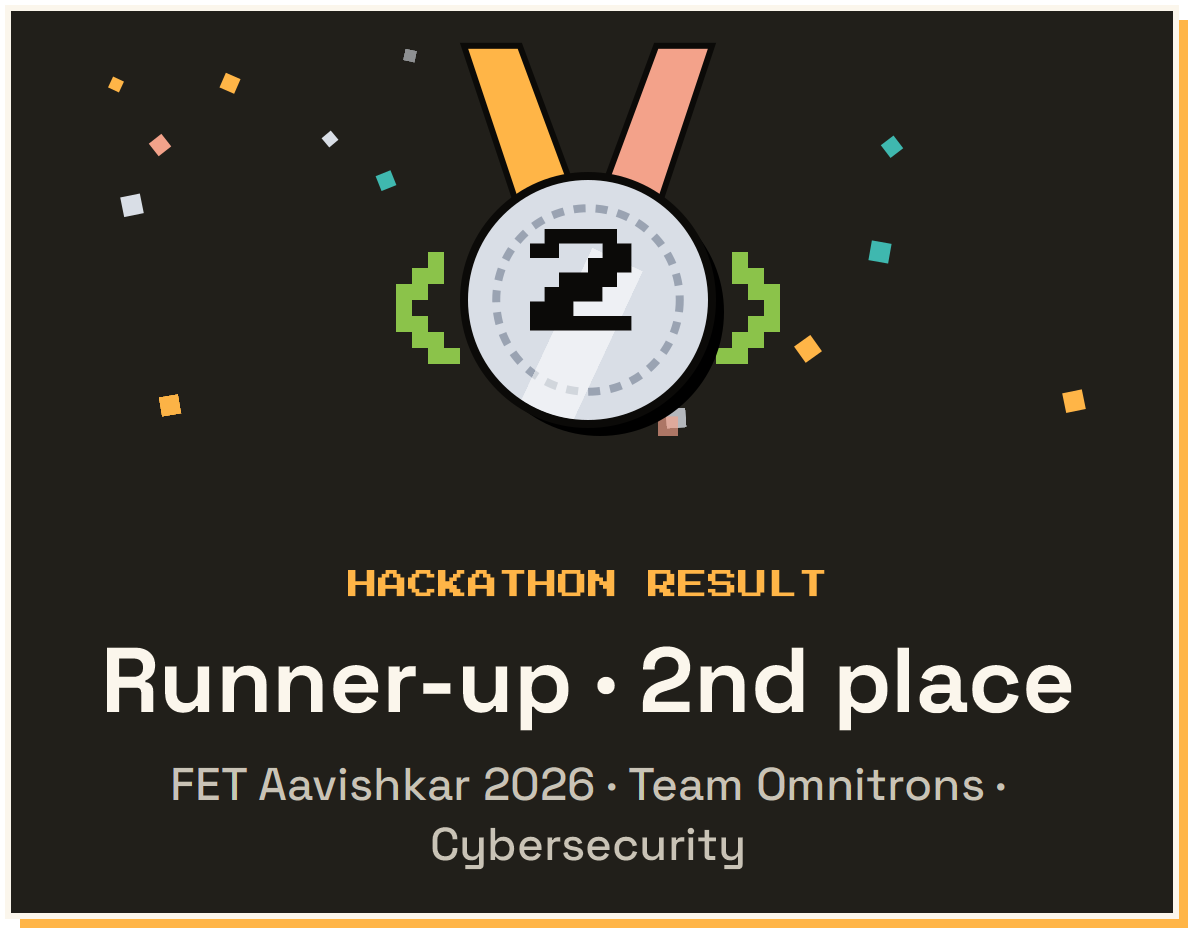 2
HACKATHON RESULT
Runner-up · 2nd place
FET Aavishkar 2026 · Team Omnitrons ·
Cybersecurity